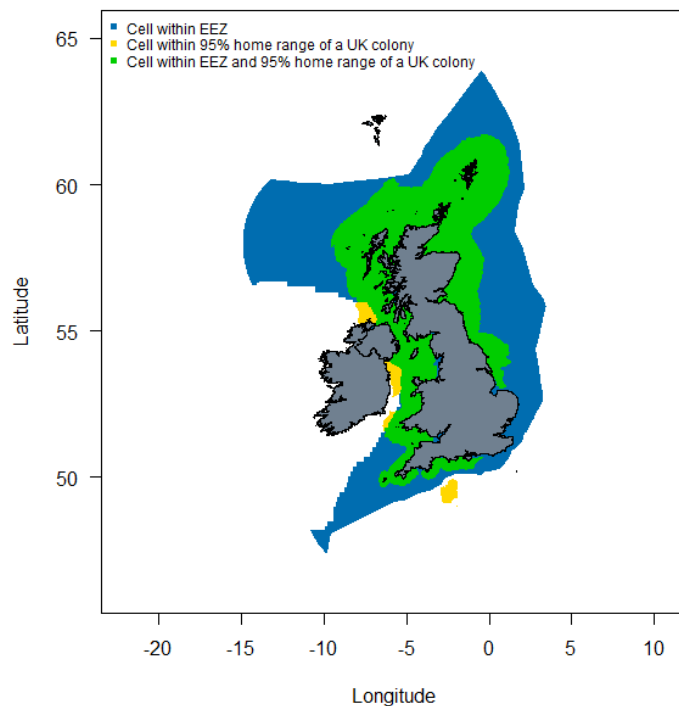 Cell within EEZ
Cell within 95% home range of a UK colony
Cell within EEZ and 95% home range of a UK colony
65
60
55
50
Latitude
-20 -15 -10 -5 0 5 10
Longitude